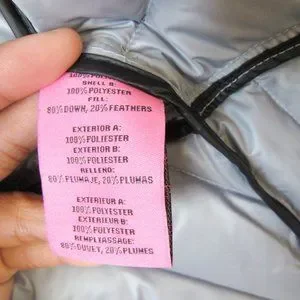 100%POLYESTER
SHELL B:
100%POLYESTER
FILL:
80%DOWN, 20%FEATHERS
EXTERIOR A:
100%POLIESTER
EXTERIOR B:
100%POLIESTER
RELLENO:
80%PLUMAJE, 20%PLUMAS
EXTERIEUR A:
100%POLYESTER
EXTERIEUR B:
100%POLYESTER
REMPLISSAGE:
80%DUVET, 20%PLUMES